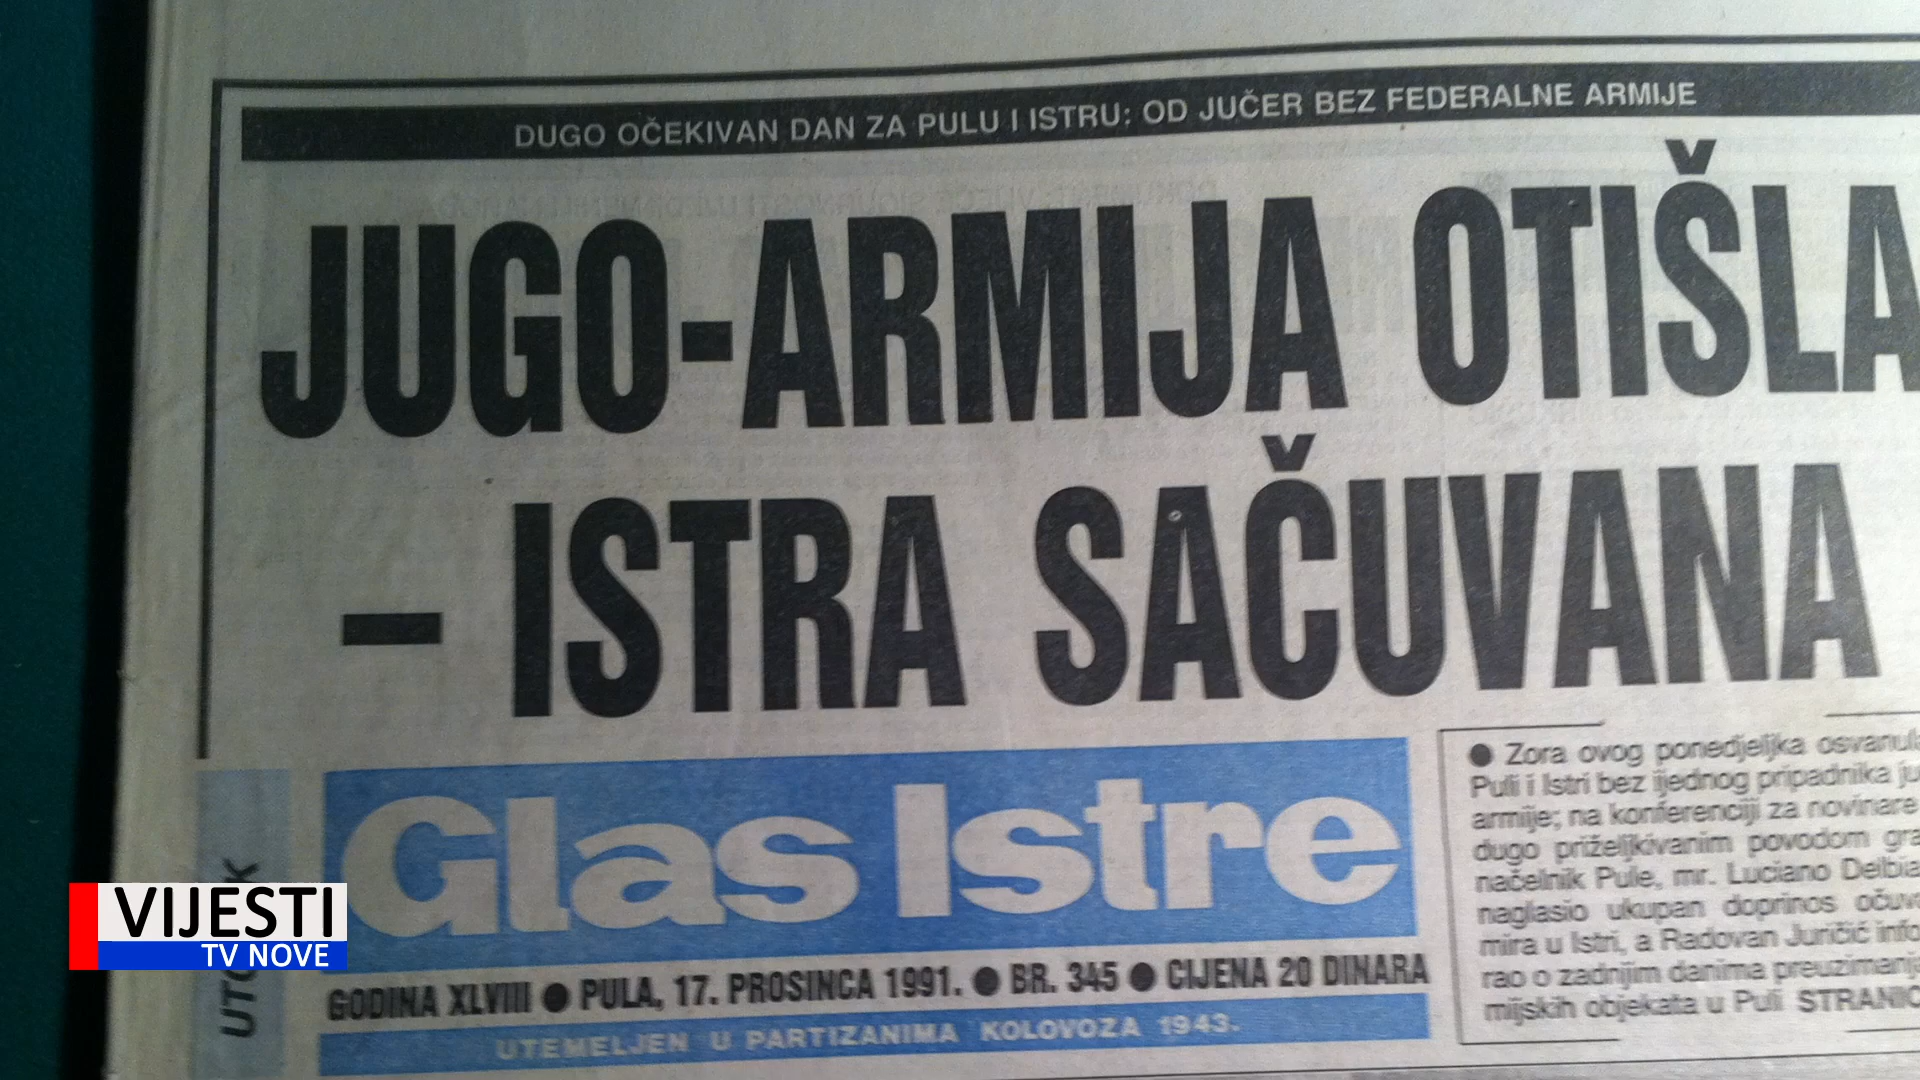 DUGO OČEKIVAN DAN ZA PULU I ISTRU: OD JUČER BEZ FEDERALNE ARMIJE
JUGO-ARMIJA OTIŠLA
– ISTRA SAČUVANA
Glas Istre
GODINA XLVIII ● PULA, 17. PROSINCA 1991. ● BR. 345 ● CIJENA 20 DINARA
UTEMELJEN U PARTIZANIMA KOLOVOZA 1943.
● Zora ovog ponedjeljka osvanula
Puli i Istri bez ijednog pripadnika ju
armije; na konferenciji za novinare
dugo priželjkivanim povodom gra
načelnik Pule, mr. Luciano Delbia
naglasio ukupan doprinos očuv
mira u Istri, a Radovan Juričić info
rao o zadnjim danima preuzimanja
mijskih objekata u Puli STRANIC
VIJESTI
TV NOVE